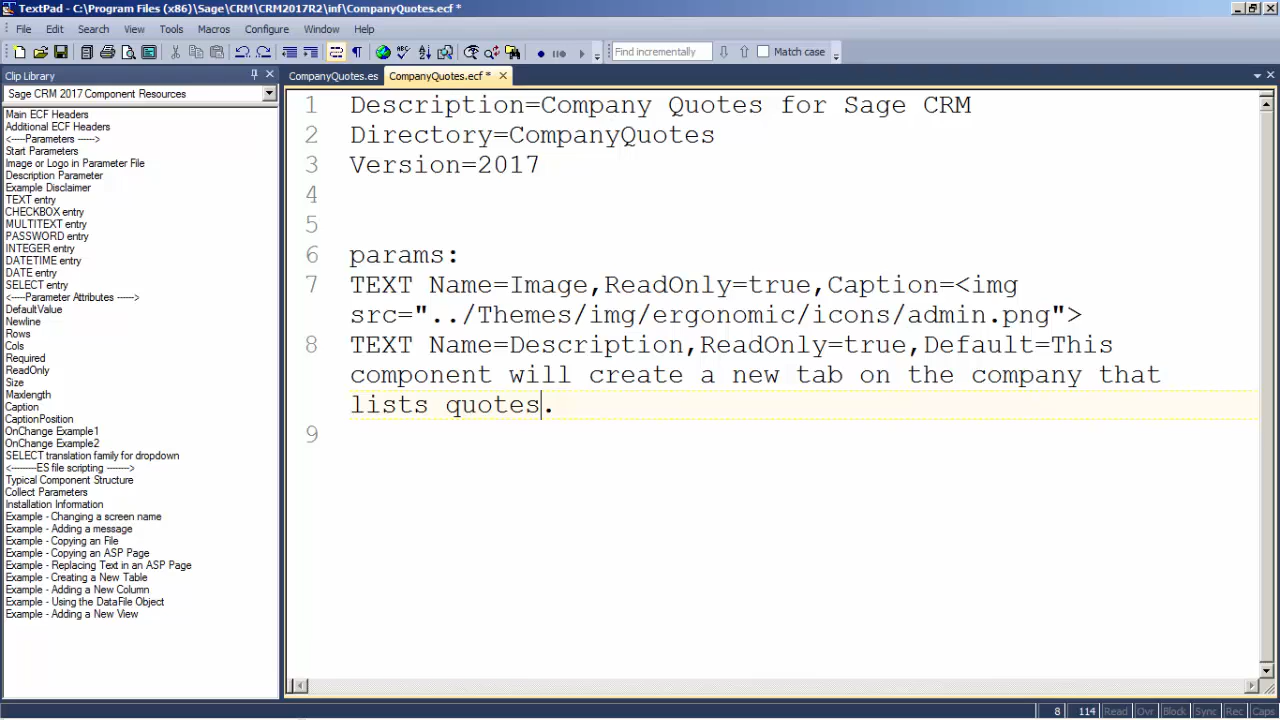 TextPad - C:\Program Files (x86)\Sage\CRM\CRM2017R2\inf\CompanyQuotes.ecf *
File Edit Search View Tools Macros Configure Window Help
Find incrementally Match case
Clip Library
CompanyQuotes.es CompanyQuotes.ecf *
Sage CRM 2017 Component Resources
Main ECF Headers
Additional ECF Headers
<-----Parameters ----->
Start Parameters
Image or Logo in Parameter File
Description Parameter
Example Disclaimer
TEXT entry
CHECKBOX entry
MULTITEXT entry
PASSWORD entry
INTEGER entry
DATETIME entry
DATE entry
SELECT entry
<-----Parameter Attributes ----->
DefaultValue
Newline
Rows
Cols
Required
ReadOnly
Size
Maxlength
Caption
CaptionPosition
OnChange Example1
OnChange Example2
SELECT translation family for dropdown
<---------ES file scripting -------->
Typical Component Structure
Collect Parameters
Installation Information
Example - Changing a screen name
Example - Adding a message
Example - Copying an File
Example - Copying an ASP Page
Example - Replacing Text in an ASP Page
Example - Creating a New Table
Example - Adding a New Column
Example - Using the DataFile Object
Example - Adding a New View
1 Description=Company Quotes for Sage CRM
2 Directory=CompanyQuotes
3 Version=2017
4
5
6 params:
7 TEXT Name=Image,ReadOnly=true,Caption=<img
src="../Themes/img/ergonomic/icons/admin.png">
8 TEXT Name=Description,ReadOnly=true,Default=This
component will create a new tab on the company that
lists quotes.
9
8 114 Read Ovr Block Sync Rec Caps